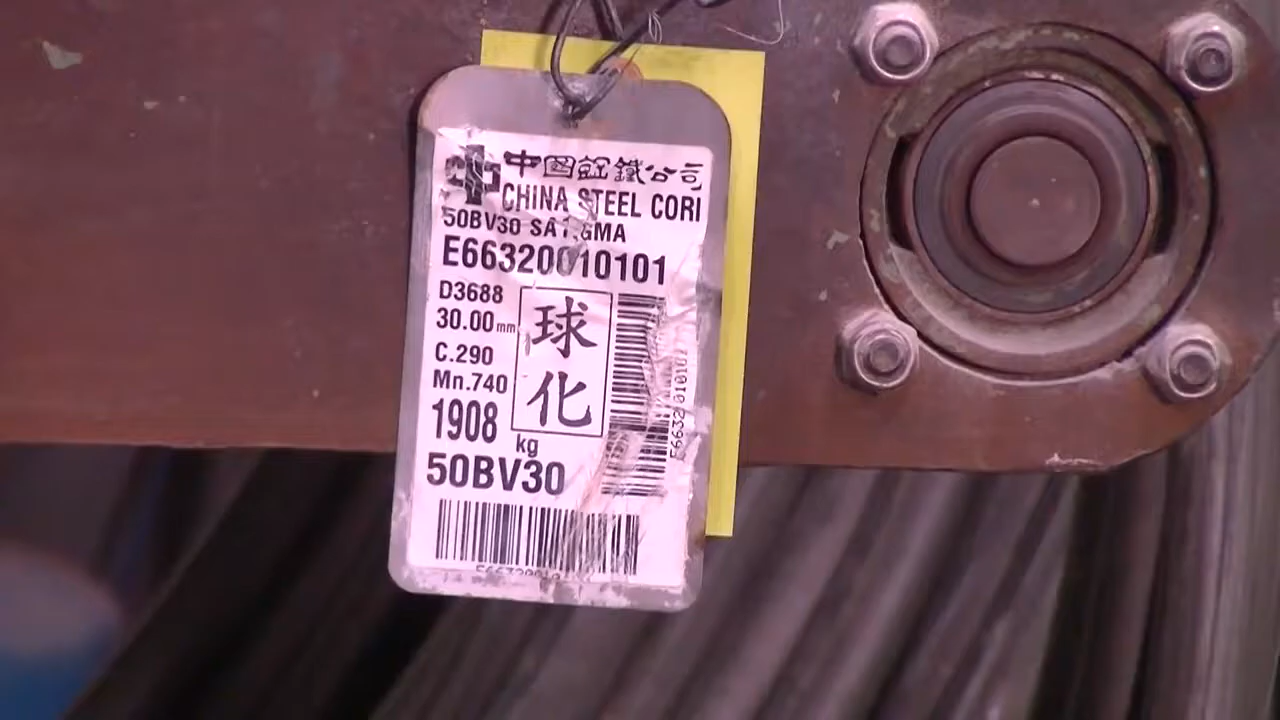 中國鋼鐵公司
CHINA STEEL CORI
50BV30
E66320010101
D3688
30.00mm
C.290
Mn.740
1908
kg
50BV30
球
化